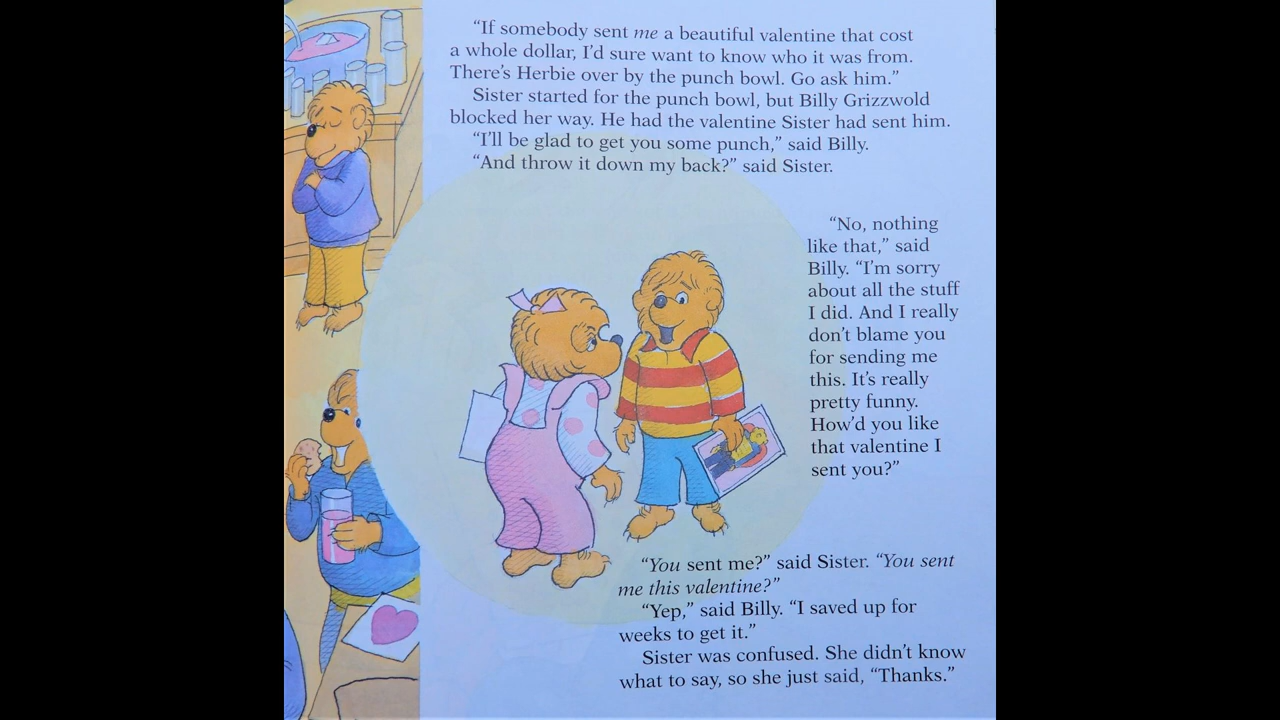 “If somebody sent me a beautiful valentine that cost
a whole dollar, I’d sure want to know who it was from.
There’s Herbie over by the punch bowl. Go ask him.”
Sister started for the punch bowl, but Billy Grizzwold
blocked her way. He had the valentine Sister had sent him.
“I’ll be glad to get you some punch,” said Billy.
“And throw it down my back?” said Sister.
“No, nothing
like that,” said
Billy. “I’m sorry
about all the stuff
I did. And I really
don’t blame you
for sending me
this. It’s really
pretty funny.
How’d you like
that valentine I
sent you?”
“You sent me?” said Sister. “You sent
me this valentine?”
“Yep,” said Billy. “I saved up for
weeks to get it.”
Sister was confused. She didn’t know
what to say, so she just said, “Thanks.”